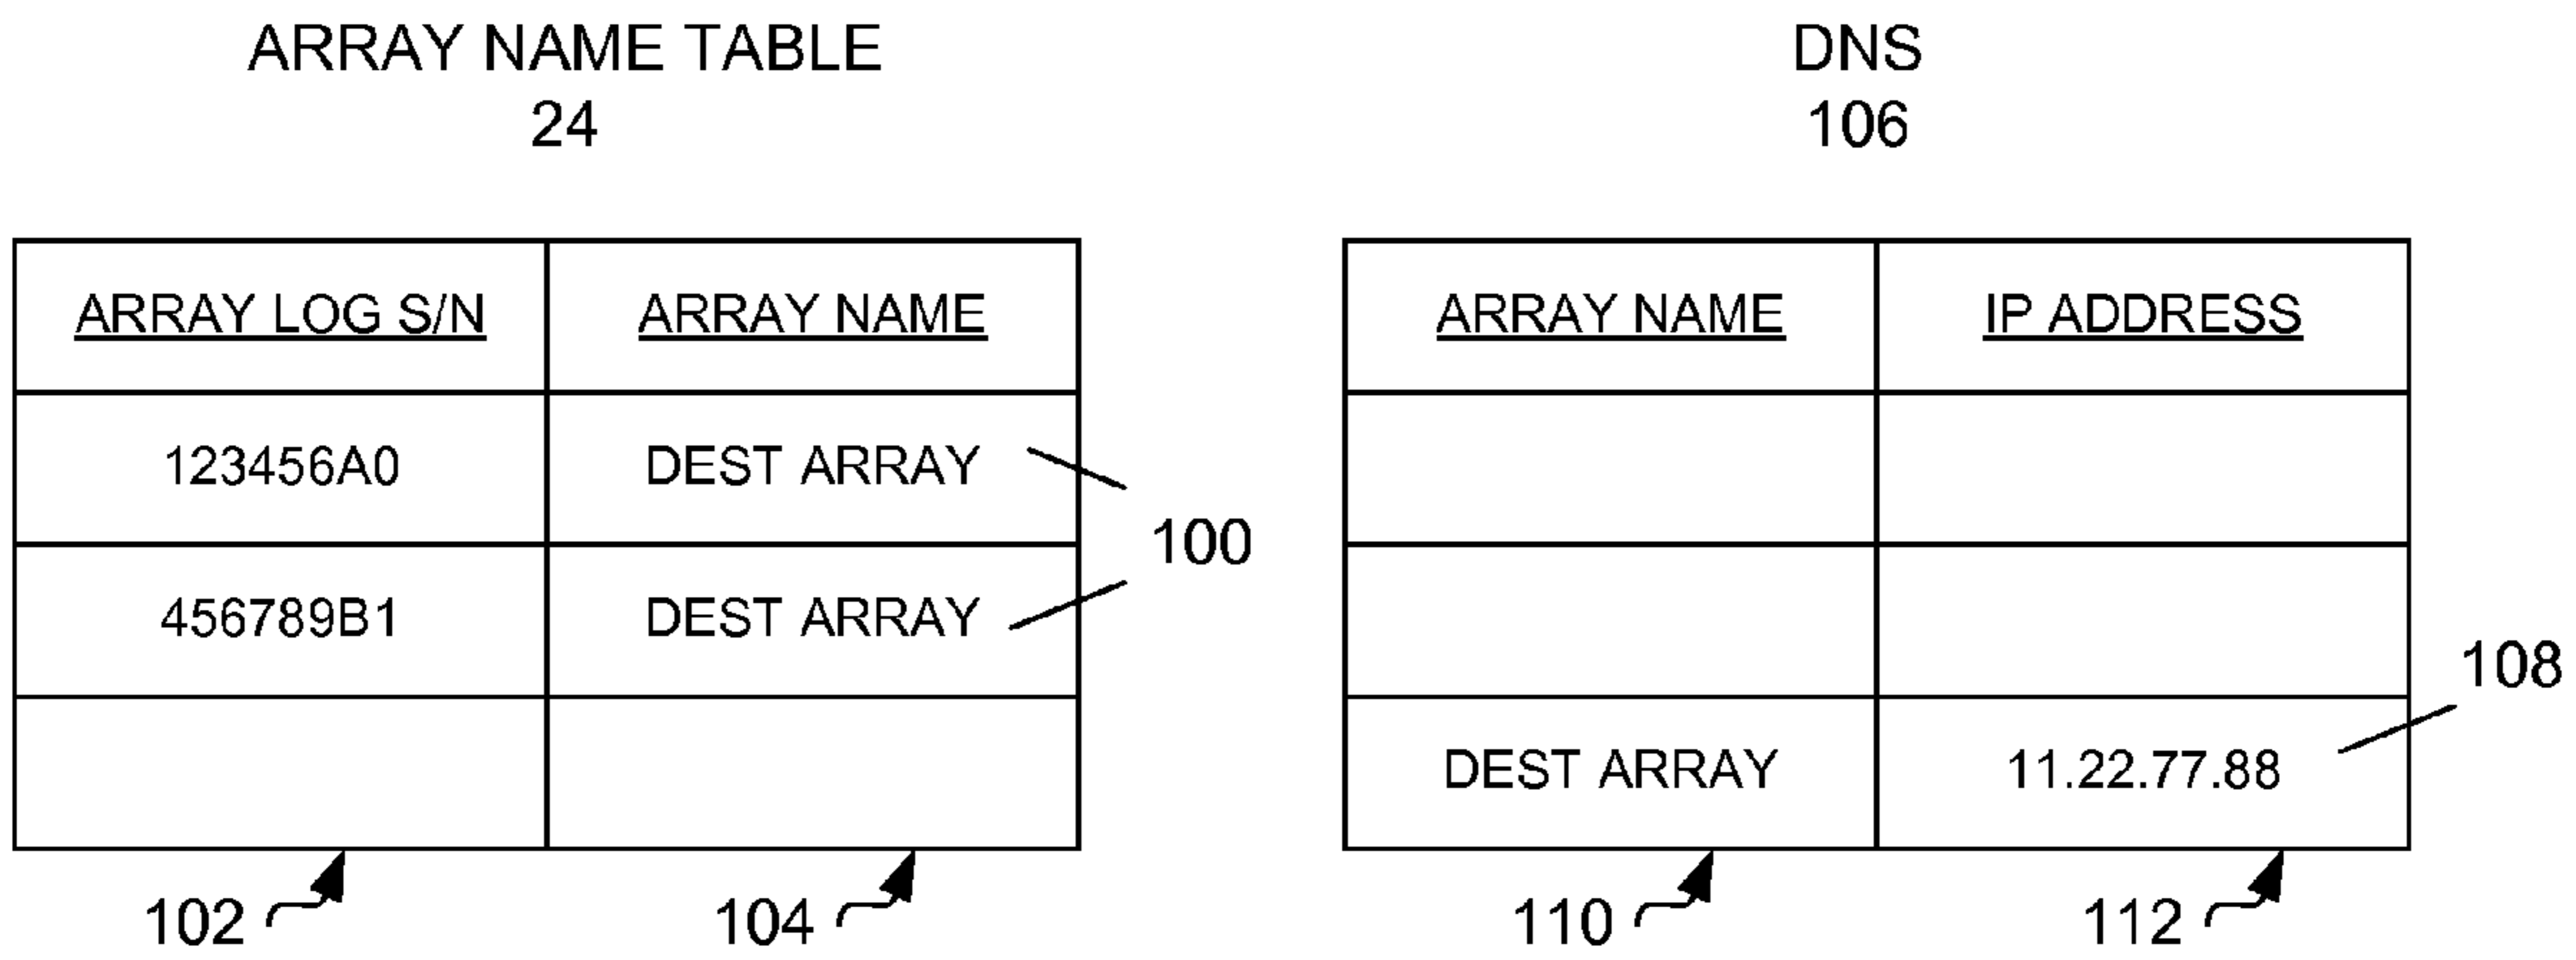 ARRAY NAME TABLE
24
ARRAY LOG S/N ARRAY NAME
123456A0 DEST ARRAY
100
456789B1 DEST ARRAY
102 104
DNS
106
ARRAY NAME IP ADDRESS
108
DEST ARRAY 11.22.77.88
110 112